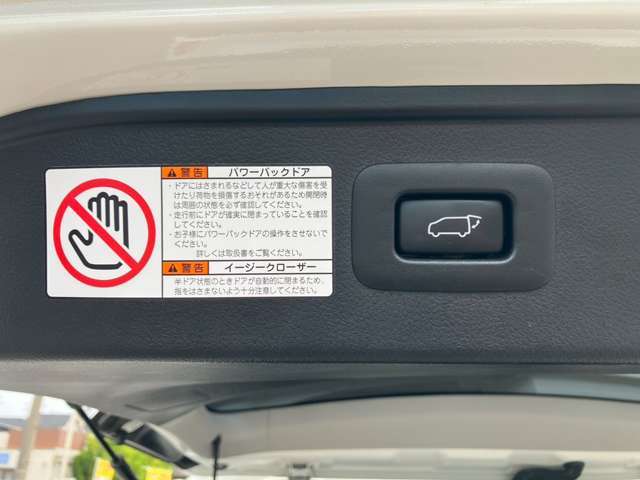 警告 パワーバックドア
・ドアにはさまれるなどして人が重大な傷害を受
けたり荷物を損傷するおそれがあるため開閉時
は周囲の状態を必ず確認してください。
・走行前にドアが確実に閉まっていることを確認
してください。
・お子様にパワーバックドアの操作をさせないで
ください。
詳しくは取扱書をご覧ください。
警告 イージークローザー
半ドア状態のときドアが自動的に閉まるため、
指をはさまないよう十分注意してください。